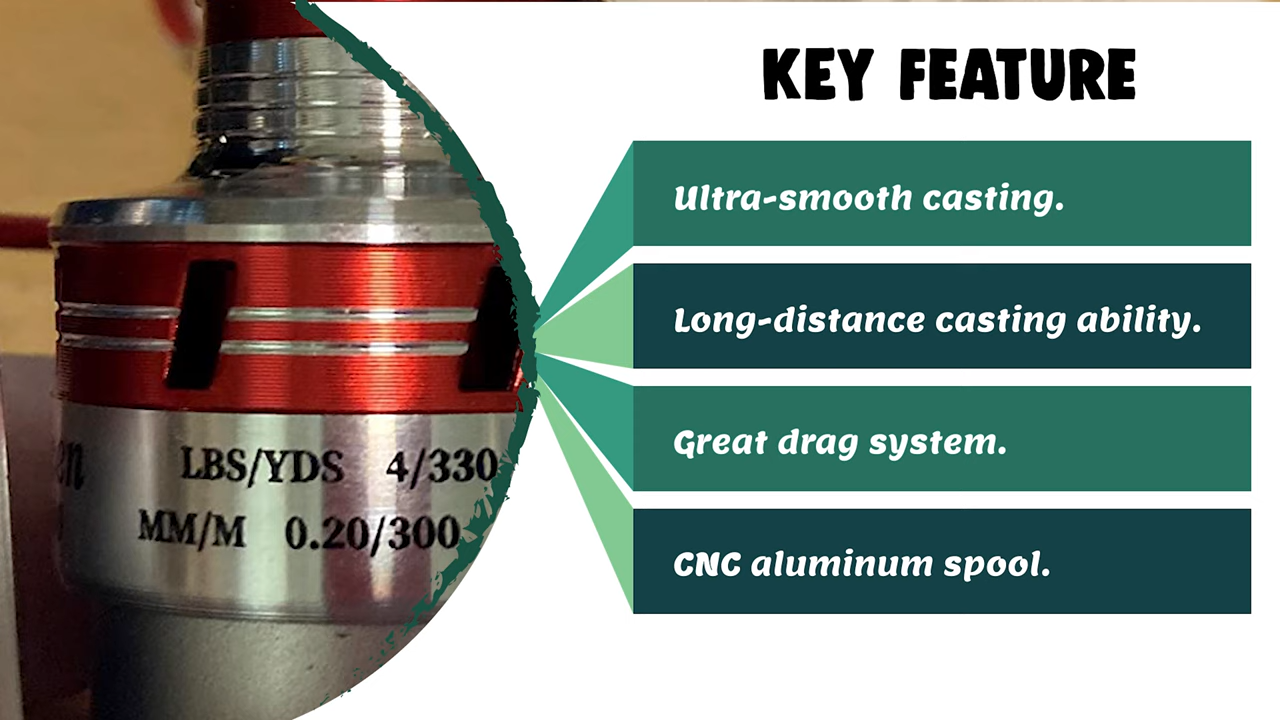 KEY FEATURE
Ultra-smooth casting.
Long-distance casting ability.
Great drag system.
CNC aluminum spool.
LBS/YDS 4/330
MM/M 0.20/300